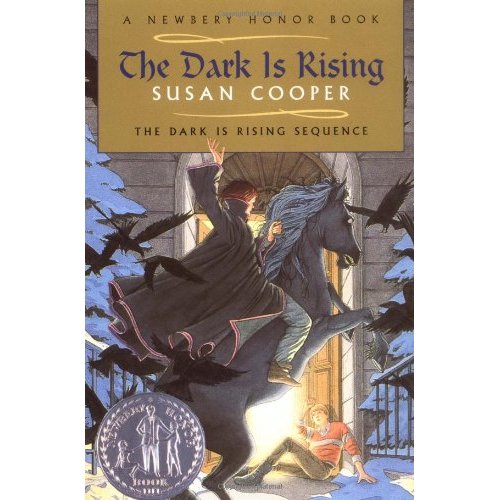 A NEWBERY HONOR BOOK
The Dark Is Rising
SUSAN COOPER
THE DARK IS RISING SEQUENCE